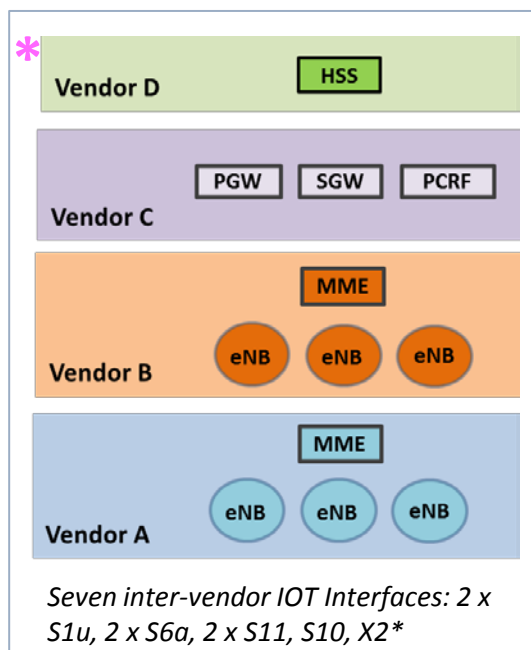 *
HSS
Vendor D
PGW SGW PCRF
Vendor C
MME
eNB eNB eNB
Vendor B
MME
eNB eNB eNB
Vendor A
Seven inter-vendor IOT Interfaces: 2 x
S1u, 2 x S6a, 2 x S11, S10, X2*